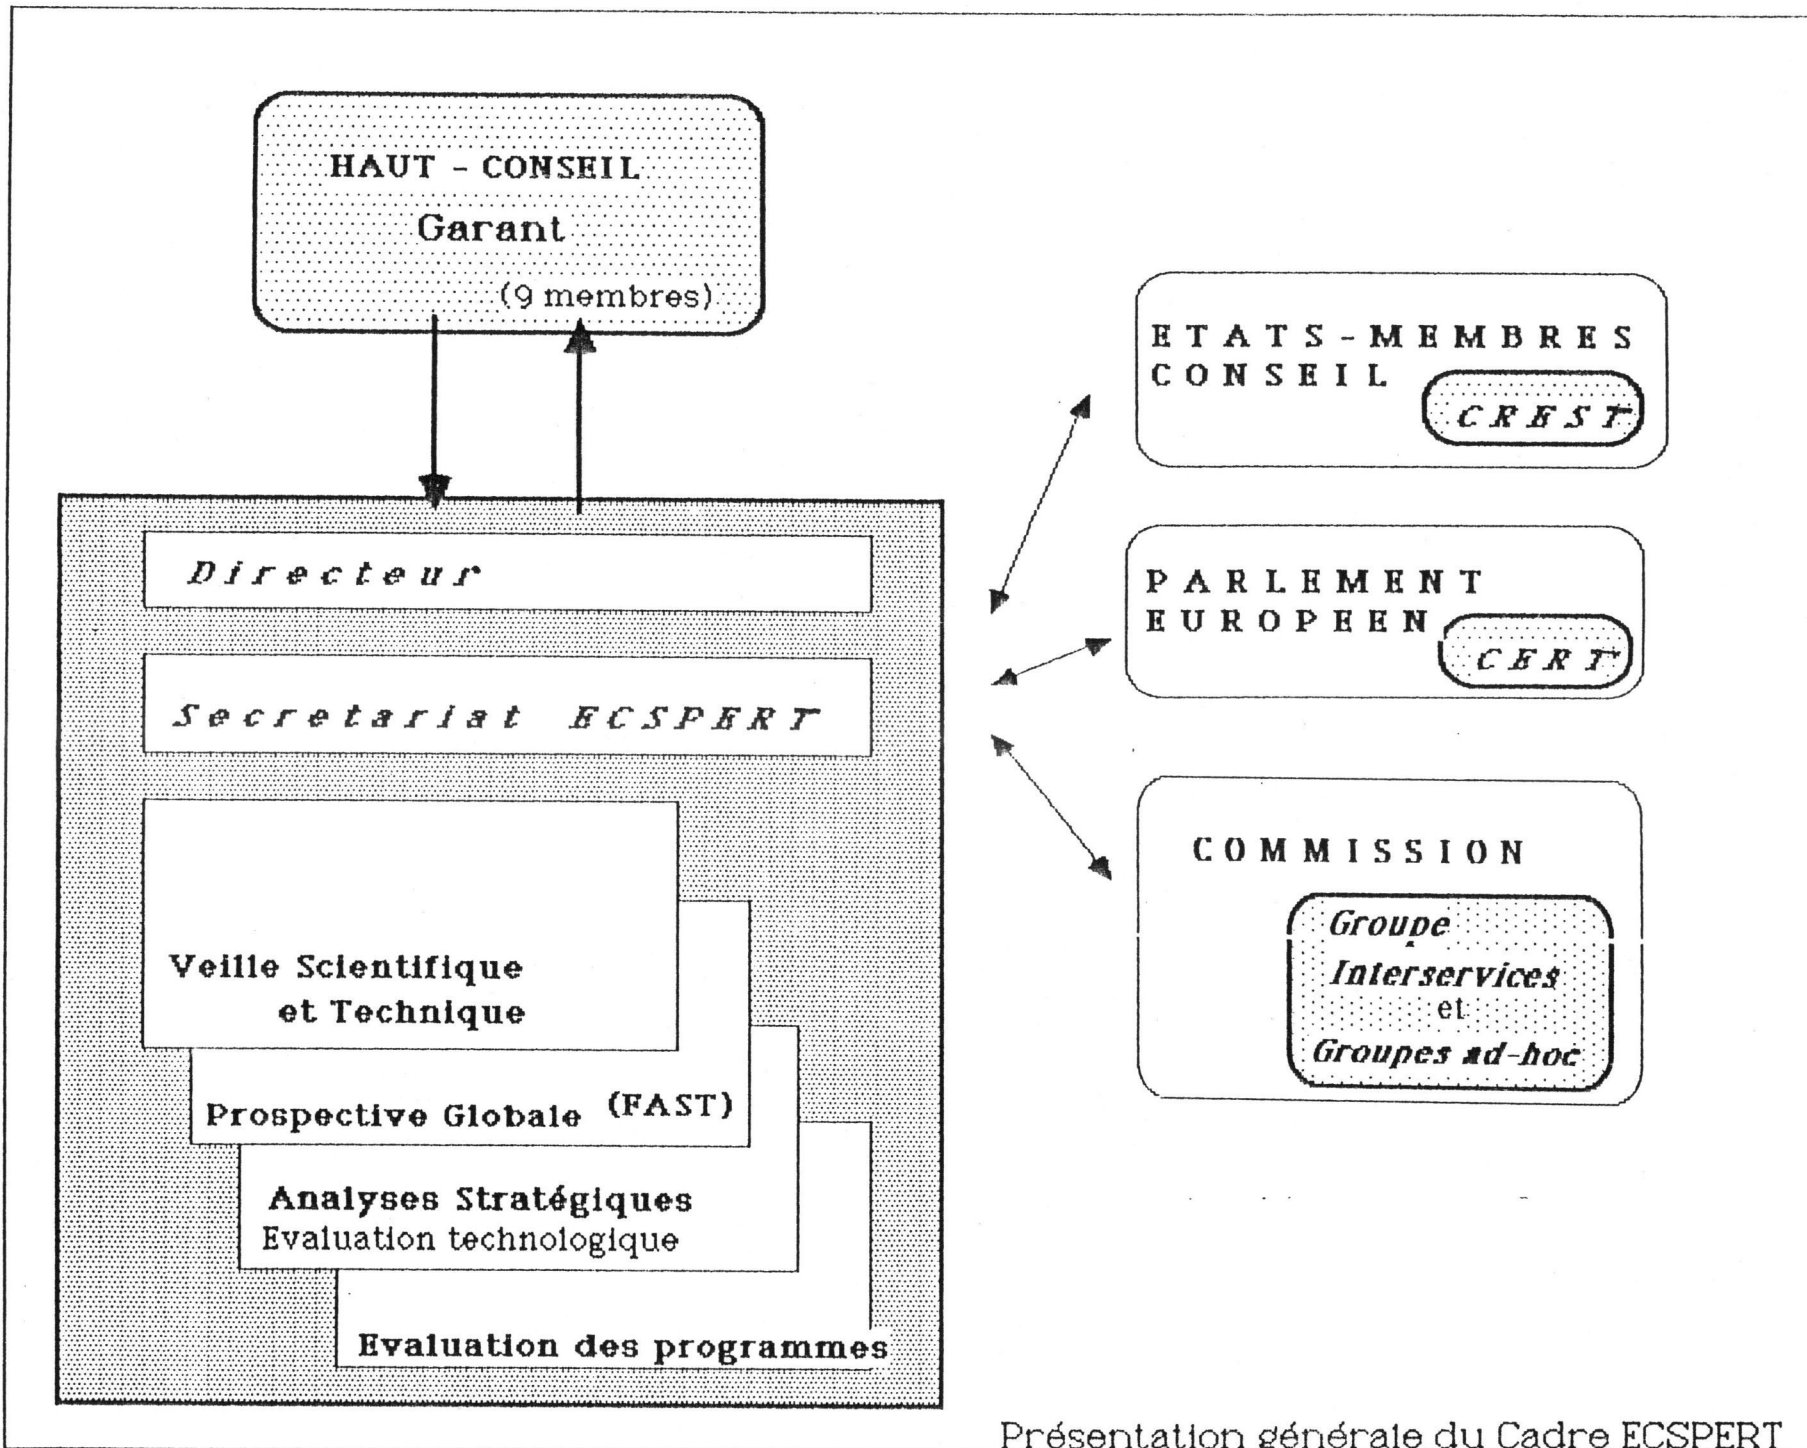 HAUT - CONSEIL
Garant
(9 membres)
Directeur
Secretariat ECSPERT
Veille Scientifique
et Technique
Prospective Globale (FAST)
Analyses Stratégiques
Evaluation technologique
Evaluation des programmes
ETATS-MEMBRES
CONSEIL
CREST
PARLEMENT
EUROPEEN
CERT
COMMISSION
Groupe
Interservices
et
Groupes ad-hoc
Présentation générale du Cadre ECSPERT